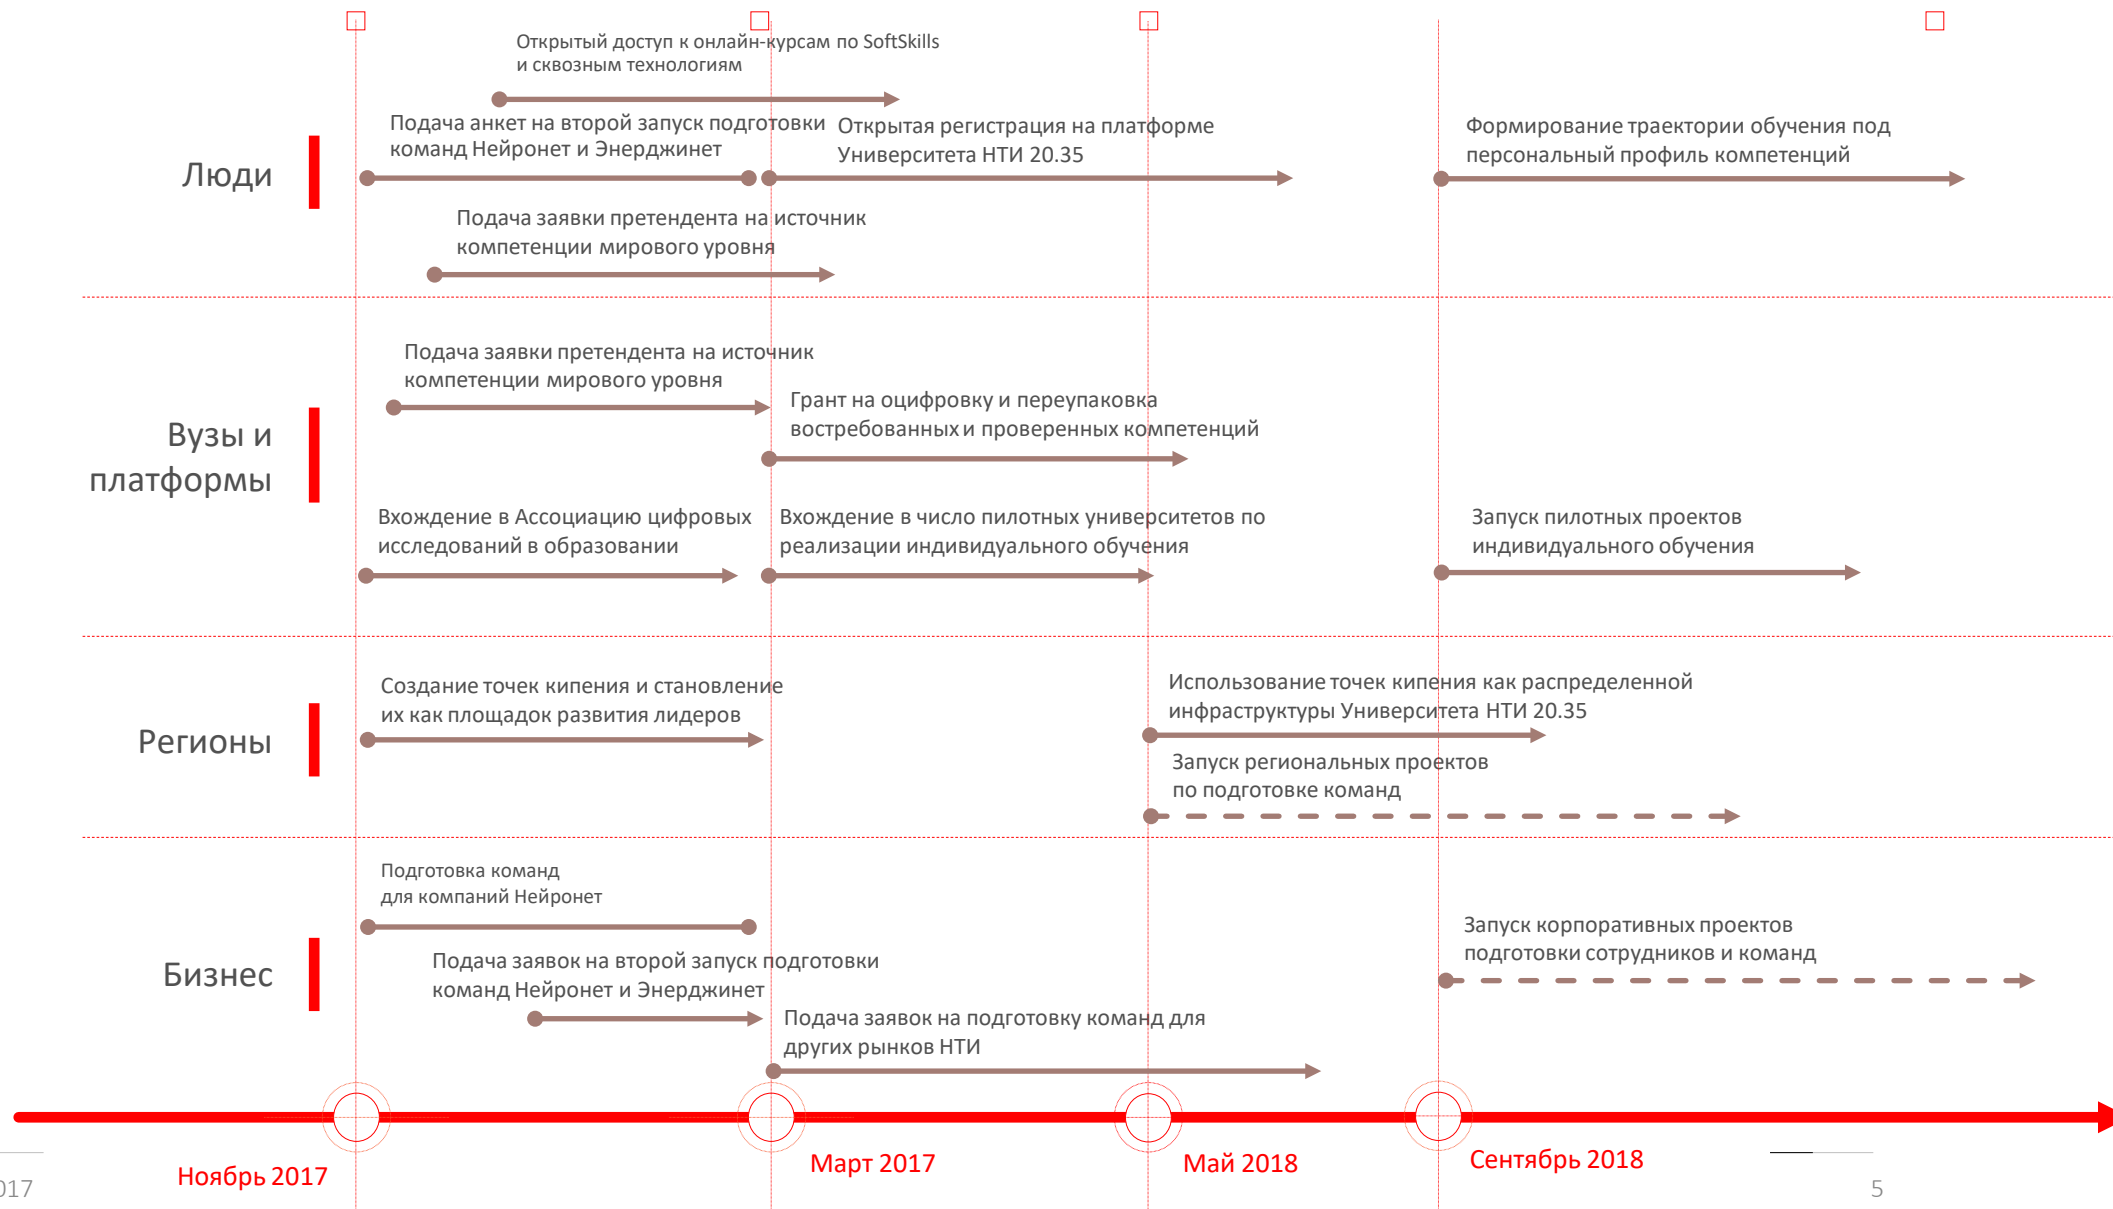 Открытый доступ к онлайн-курсам по SoftSkills
и сквозным технологиям
Подача анкет на второй запуск подготовки
команд Нейронет и Энерджинет
Открытая регистрация на платформе
Университета НТИ 20.35
Формирование траектории обучения под
персональный профиль компетенций
Люди
Подача заявки претендента на источник
компетенции мирового уровня
Подача заявки претендента на источник
компетенции мирового уровня
Грант на оцифровку и переупаковка
востребованных и проверенных компетенций
Вузы и
платформы
Вхождение в Ассоциацию цифровых
исследований в образовании
Вхождение в число пилотных университетов по
реализации индивидуального обучения
Запуск пилотных проектов
индивидуального обучения
Создание точек кипения и становление
их как площадок развития лидеров
Использование точек кипения как распределенной
инфраструктуры Университета НТИ 20.35
Регионы
Запуск региональных проектов
по подготовке команд
Подготовка команд
для компаний Нейронет
Запуск корпоративных проектов
подготовки сотрудников и команд
Бизнес
Подача заявок на второй запуск подготовки
команд Нейронет и Энерджинет
Подача заявок на подготовку команд для
других рынков НТИ
Ноябрь 2017
Март 2017
Май 2018
Сентябрь 2018
017
5